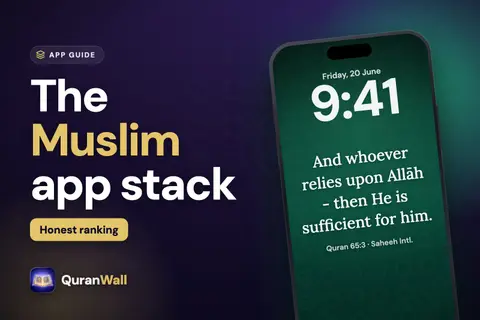 APP GUIDE
The
Muslim
app stack
Honest ranking
QuranWall
Friday, 20 June
9:41
And whoever
relies upon Allāh
- then He is
sufficient for him.
Quran 65:3 · Saheeh Intl.